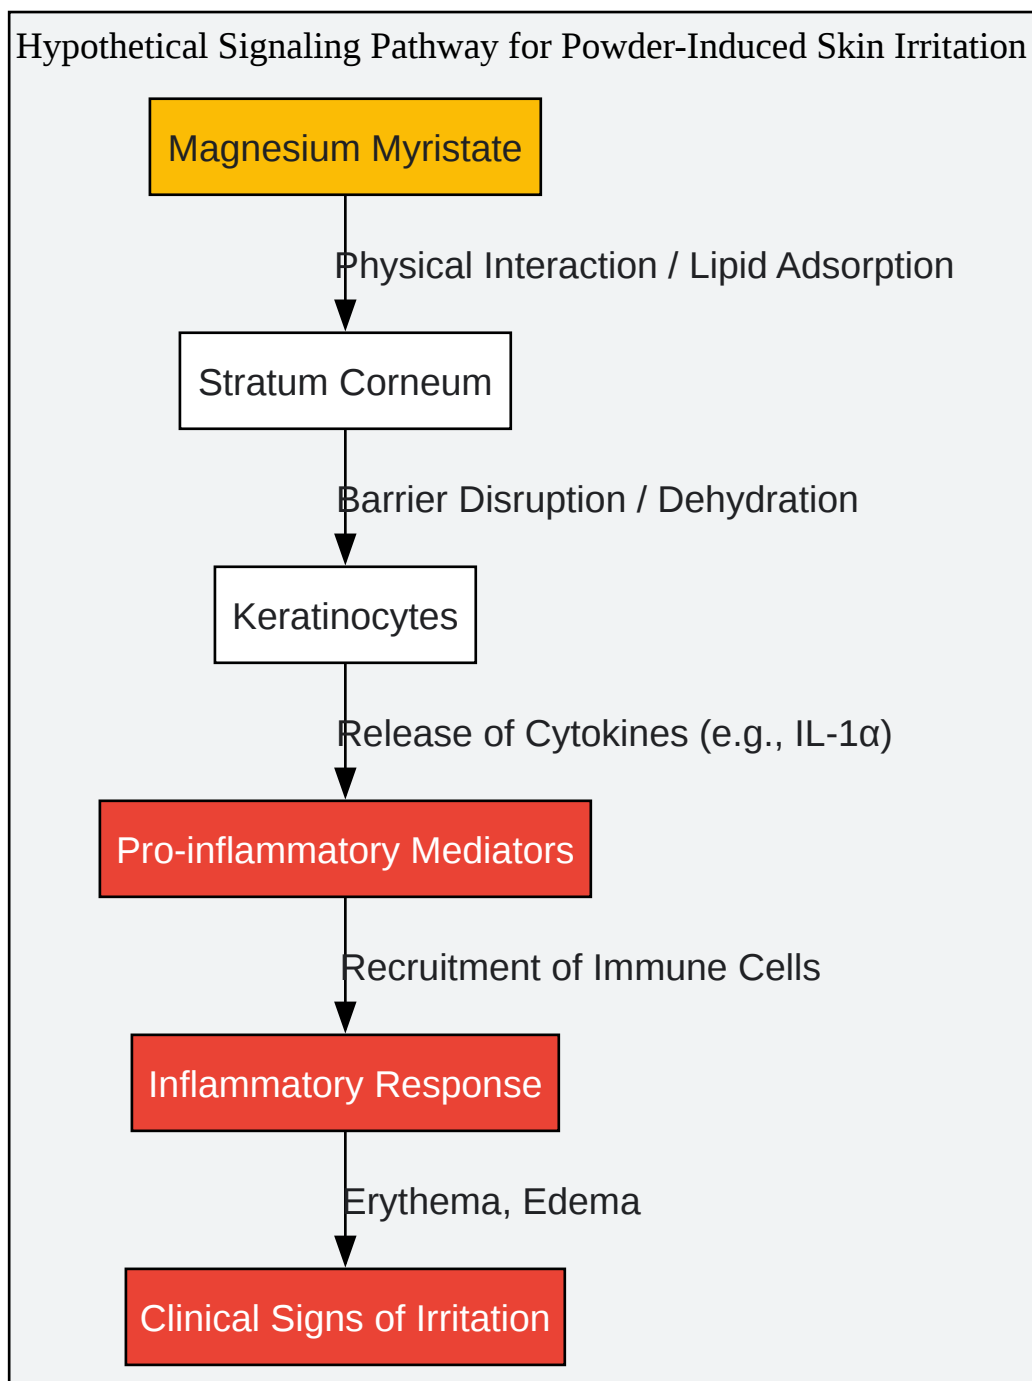 Hypothetical Signaling Pathway for Powder-Induced Skin Irritation
Magnesium Myristate
Physical Interaction / Lipid Adsorption
Stratum Corneum
Barrier Disruption / Dehydration
Keratinocytes
Release of Cytokines (e.g., IL-1α)
Pro-inflammatory Mediators
Recruitment of Immune Cells
Inflammatory Response
Erythema, Edema
Clinical Signs of Irritation